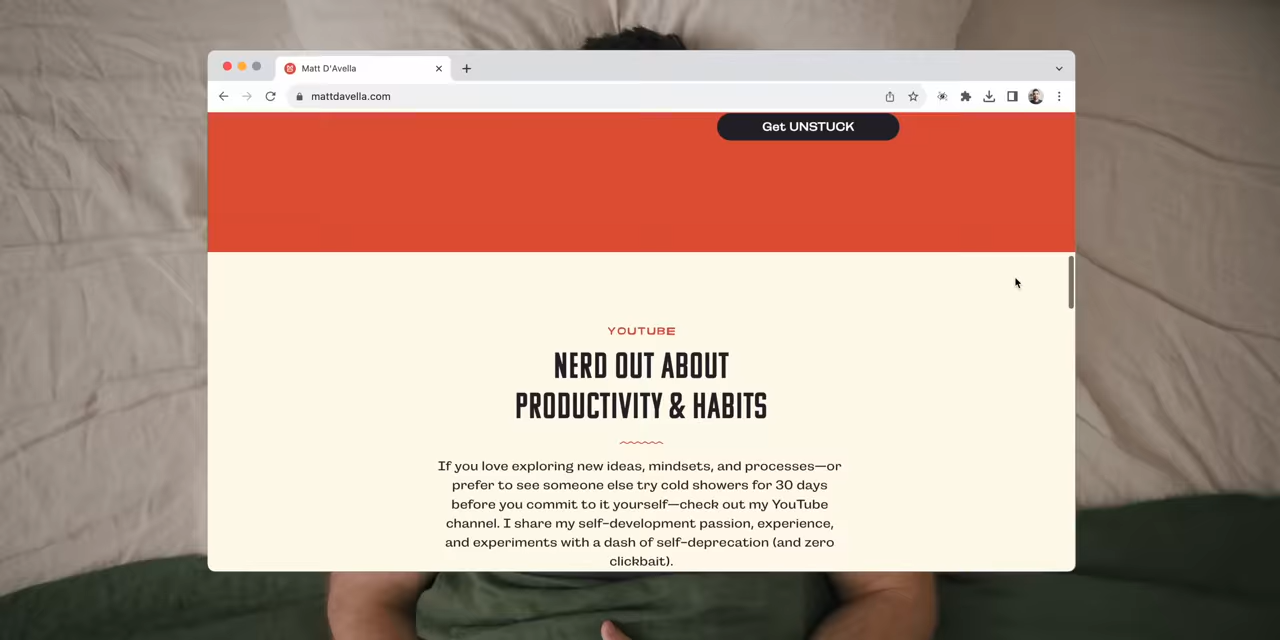 Matt D'Avella
mattdavella.com
Get UNSTUCK
YOUTUBE
NERD OUT ABOUT
PRODUCTIVITY & HABITS
If you love exploring new ideas, mindsets, and processes—or
prefer to see someone else try cold showers for 30 days
before you commit to it yourself—check out my YouTube
channel. I share my self-development passion, experience,
and experiments with a dash of self-deprecation (and zero
clickbait).